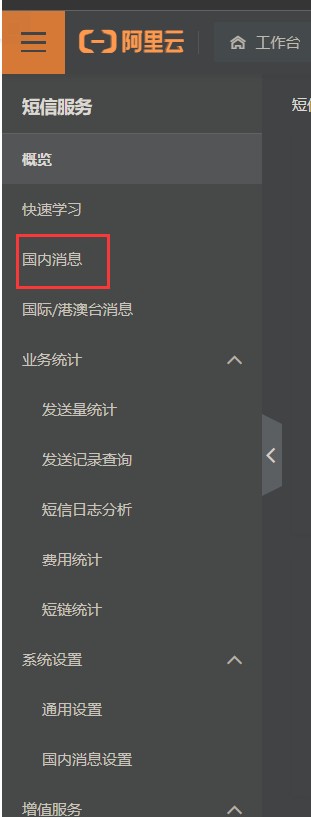 阿里云 工作台
短信服务
概览
快速学习
国内消息
国际/港澳台消息
业务统计
发送量统计
发送记录查询
短信日志分析
费用统计
短链统计
系统设置
通用设置
国内消息设置
增值服务